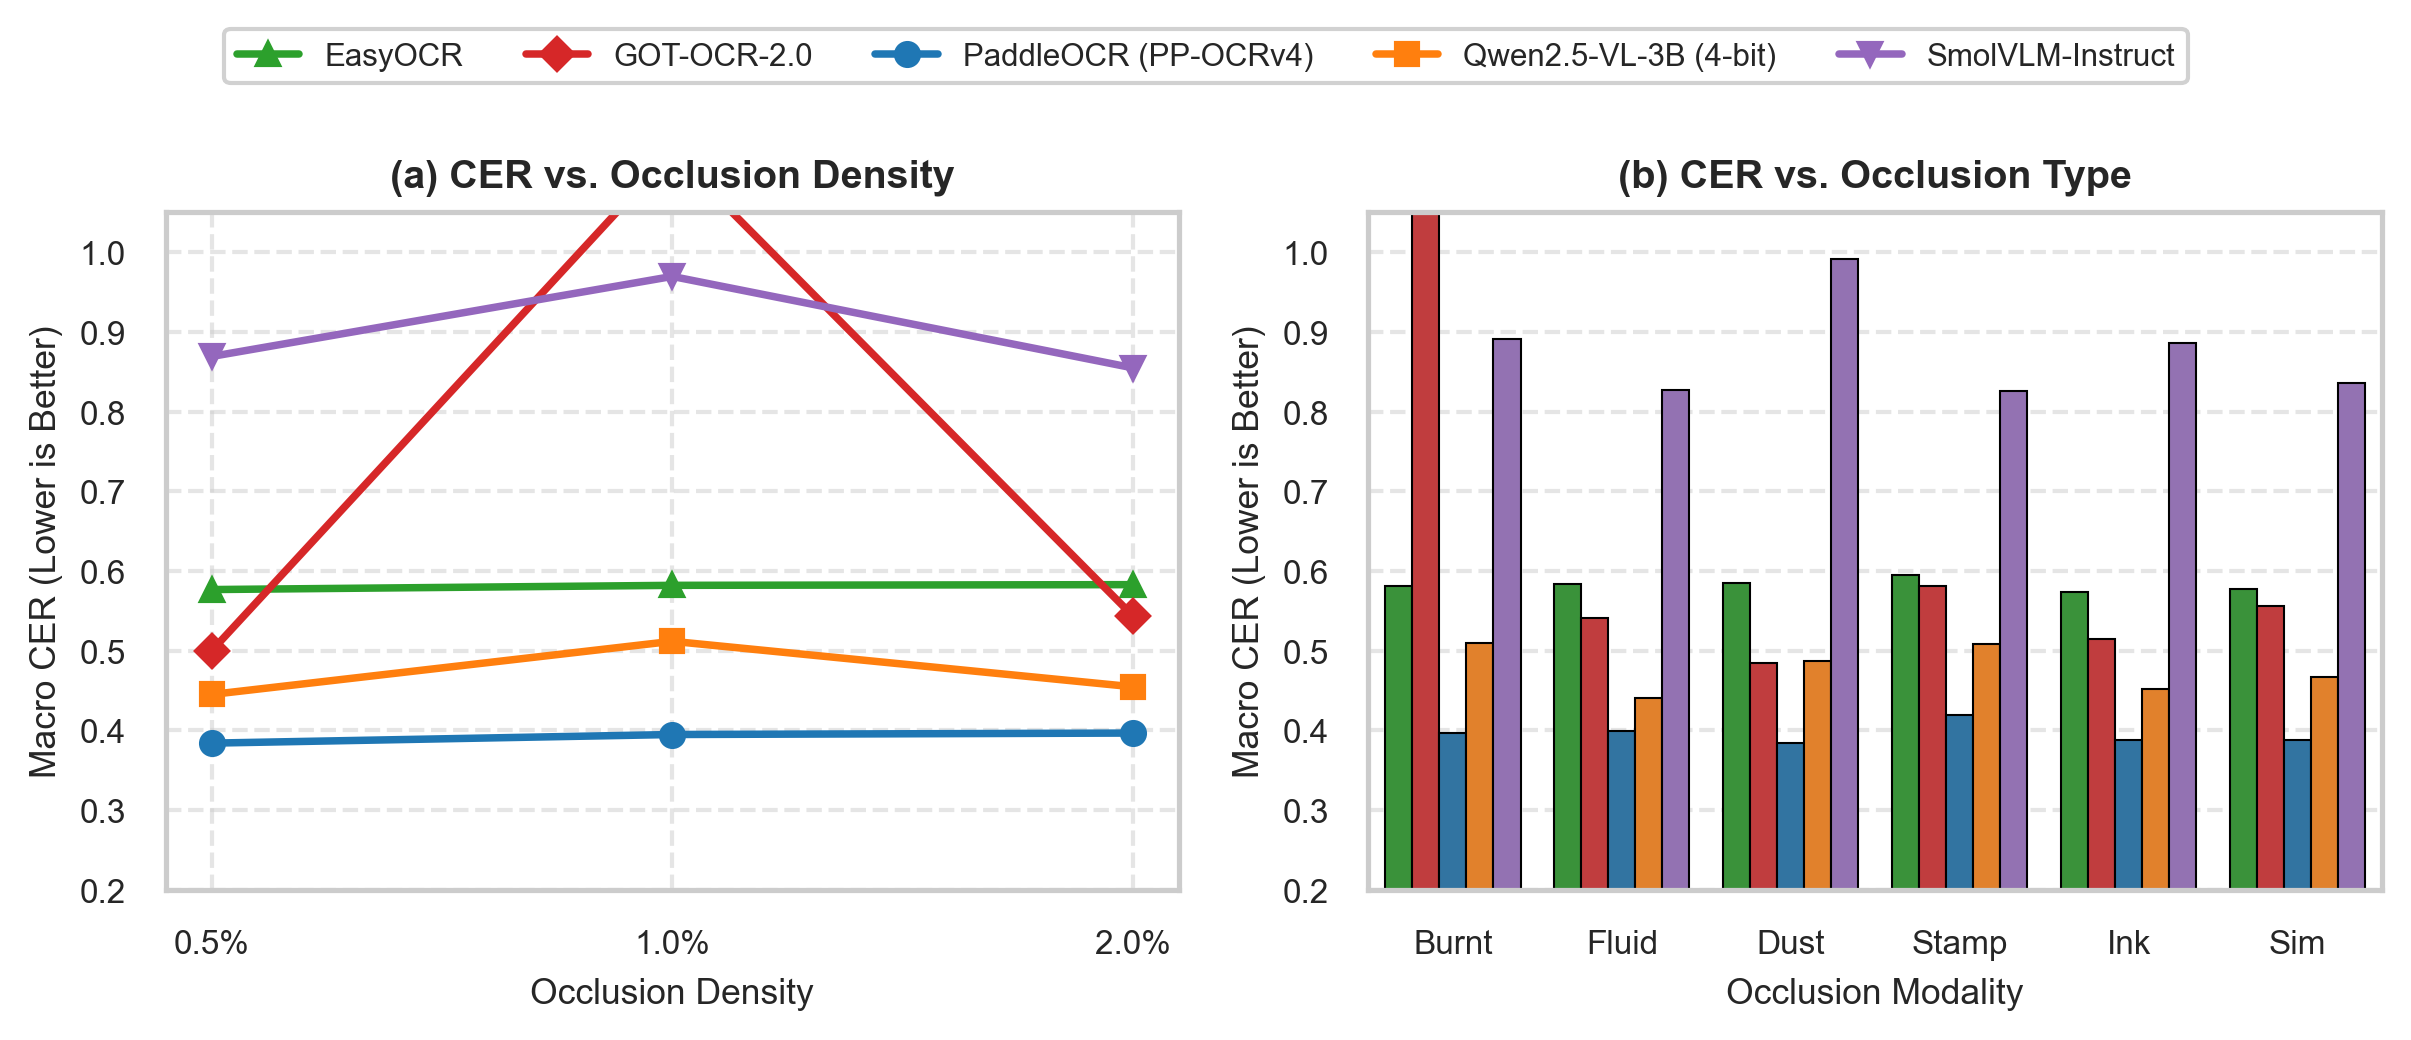 EasyOCR GOT-OCR-2.0 PaddleOCR (PP-OCRv4) Qwen2.5-VL-3B (4-bit) SmolVLM-Instruct
(a) CER vs. Occlusion Density
Macro CER (Lower is Better)
1.0
0.9
0.8
0.7
0.6
0.5
0.4
0.3
0.2
0.5% 1.0% 2.0%
Occlusion Density
(b) CER vs. Occlusion Type
Macro CER (Lower is Better)
1.0
0.9
0.8
0.7
0.6
0.5
0.4
0.3
0.2
Burnt Fluid Dust Stamp Ink Sim
Occlusion Modality